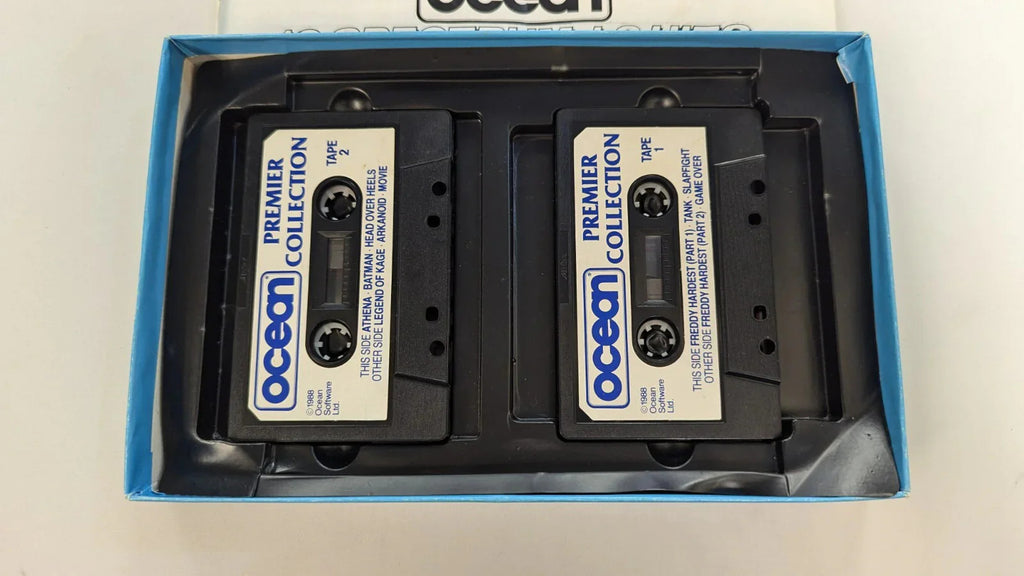 ocean
ocean
PREMIER
COLLECTION
TAPE
2
©1988
Ocean
Software
Ltd.
THIS SIDE ATHENA · BATMAN · HEAD OVER HEELS
OTHER SIDE LEGEND OF KAGE · ARKANOID · MOVIE
ocean
PREMIER
COLLECTION
TAPE
1
©1988
Ocean
Software
Ltd.
THIS SIDE FREDDY HARDEST (PART 1) · TANK · SLAPFIGHT
OTHER SIDE FREDDY HARDEST (PART 2) · GAME OVER